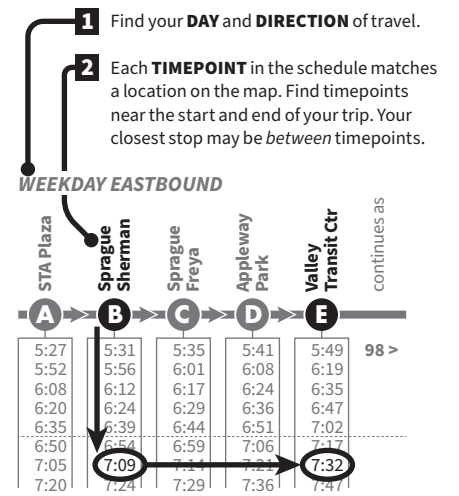 1 Find your DAY and DIRECTION of travel.
2 Each TIMEPOINT in the schedule matches
a location on the map. Find timepoints
near the start and end of your trip. Your
closest stop may be between timepoints.
WEEKDAY EASTBOUND
STA Plaza
Sprague
Sherman
Sprague
Freya
Appleway
Park
Valley
Transit Ctr
continues as
A B C D E
5:27 5:31 5:35 5:41 5:49 98 >
5:52 5:56 6:01 6:08 6:19
6:08 6:12 6:17 6:24 6:35
6:20 6:24 6:29 6:36 6:47
6:35 6:39 6:44 6:51 7:02
6:50 6:54 6:59 7:06 7:17
7:05 7:09 7:14 7:21 7:32
7:20 7:24 7:29 7:36 7:47